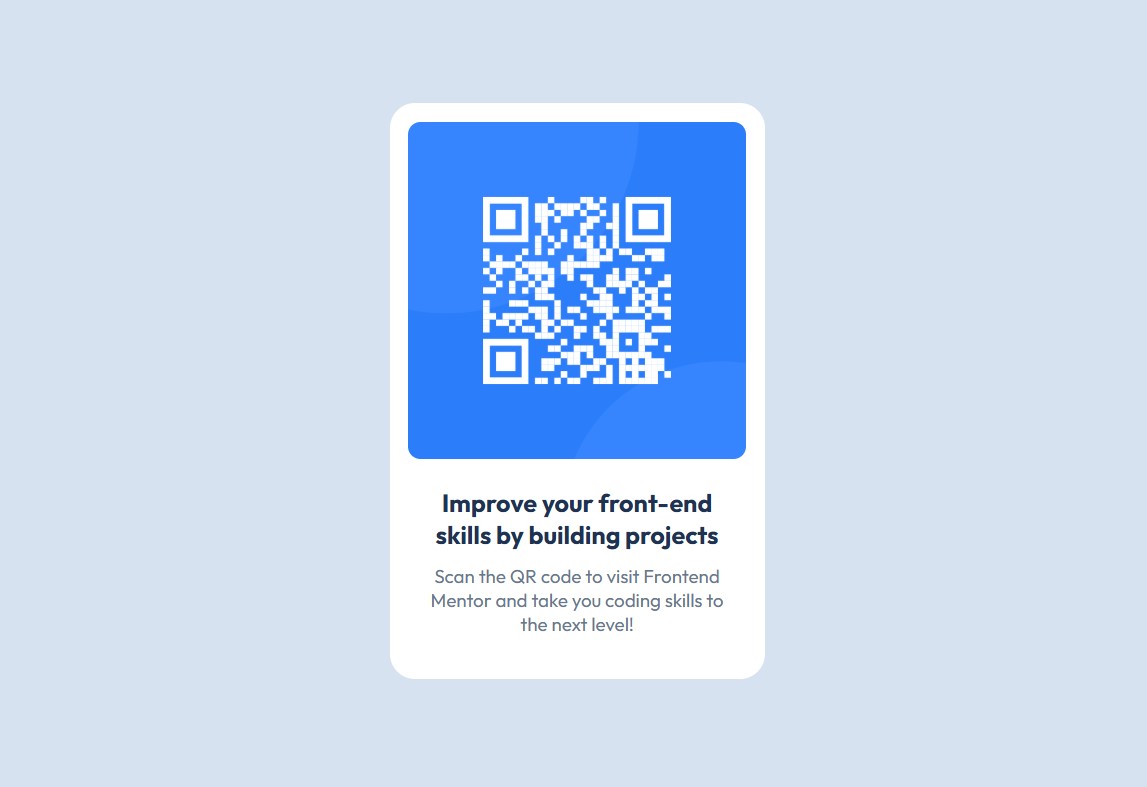 Improve your front-end
skills by building projects
Scan the QR code to visit Frontend
Mentor and take you coding skills to
the next level!